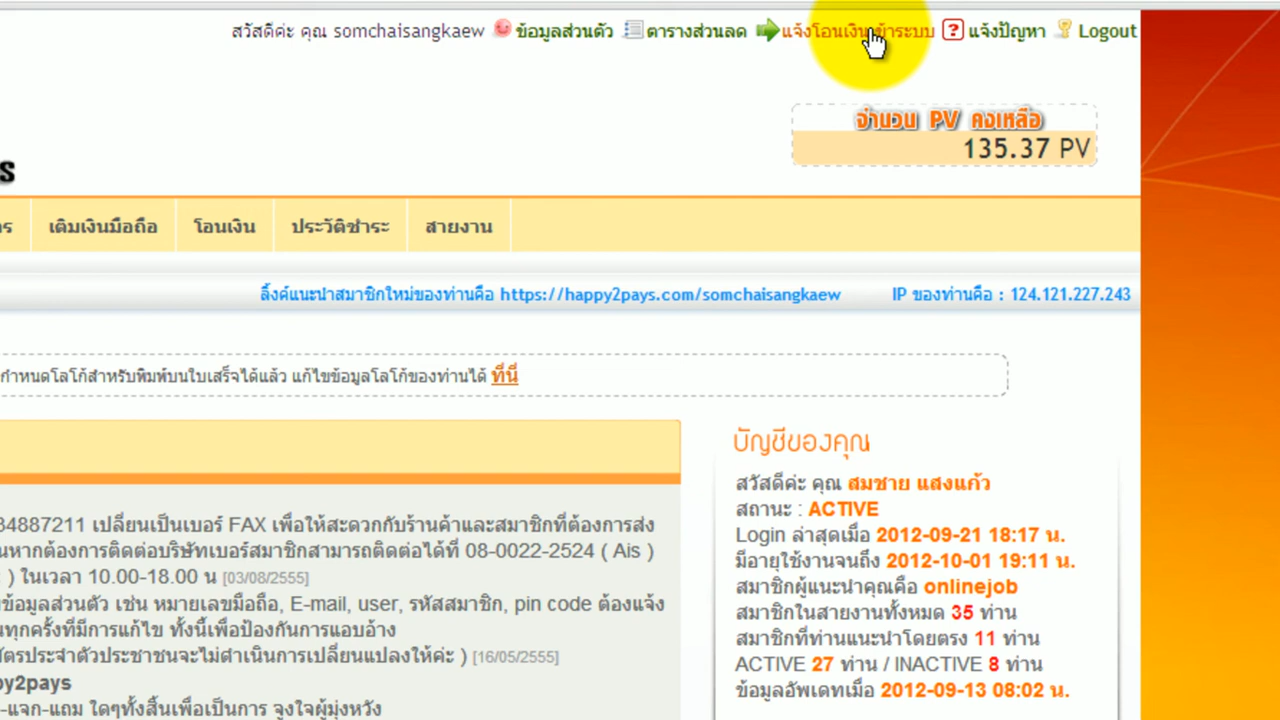 สวัสดีค่ะ คุณ somchaisangkaew ข้อมูลส่วนตัว ตารางส่วนลด แจ้งโอนเงินเข้าระบบ ? แจ้งปัญหา Logout
จำนวน PV คงเหลือ
135.37 PV
s
เติมเงินมือถือ โอนเงิน ประวัติชำระ สายงาน
ลิ้งค์แนะนำสมาชิกใหม่ของท่านคือ https://happy2pays.com/somchaisangkaew IP ของท่านคือ : 124.121.227.243
กำหนดโลโก้สำหรับพิมพ์บนใบเสร็จได้แล้ว แก้ไขข้อมูลโลโก้ของท่านได้ ที่นี่
บัญชีของคุณ
สวัสดีค่ะ คุณ สมชาย แสงแก้ว
สถานะ : ACTIVE
Login ล่าสุดเมื่อ 2012-09-21 18:17 น.
มีอายุใช้งานจนถึง 2012-10-01 19:11 น.
สมาชิกผู้แนะนำคุณคือ onlinejob
สมาชิกในสายงานทั้งหมด 35 ท่าน
สมาชิกที่ท่านแนะนำโดยตรง 11 ท่าน
ACTIVE 27 ท่าน / INACTIVE 8 ท่าน
ข้อมูลอัพเดทเมื่อ 2012-09-13 08:02 น.
34887211 เปลี่ยนเป็นเบอร์ FAX เพื่อให้สะดวกกับร้านค้าและสมาชิกที่ต้องการส่ง
นหากต้องการติดต่อบริษัทเบอร์สมาชิกสามารถติดต่อได้ที่ 08-0022-2524 ( Ais )
) ในเวลา 10.00-18.00 น [03/08/2555]
ข้อมูลส่วนตัว เช่น หมายเลขมือถือ, E-mail, user, รหัสสมาชิก, pin code ต้องแจ้ง
นทุกครั้งที่มีการแก้ไข ทั้งนี้เพื่อป้องกันการแอบอ้าง
ัตรประจำตัวประชาชนจะไม่ดำเนินการเปลี่ยนแปลงให้ค่ะ ) [16/05/2555]
py2pays
-แจก-แถม ใดๆทั้งสิ้นเพื่อเป็นการ จูงใจผู้มุ่งหวัง